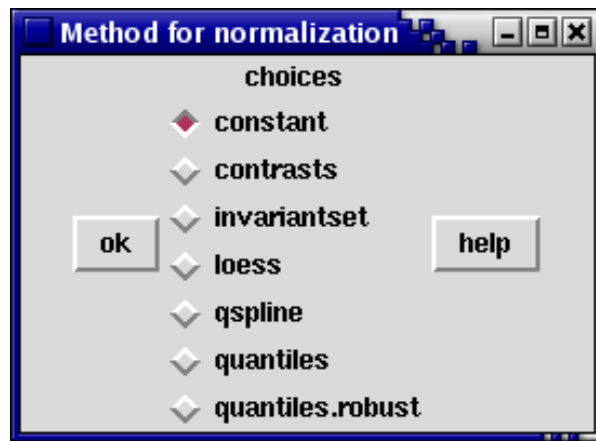 Method for normalization
choices
constant
contrasts
invariantset
loess
qspline
quantiles
quantiles.robust
ok
help